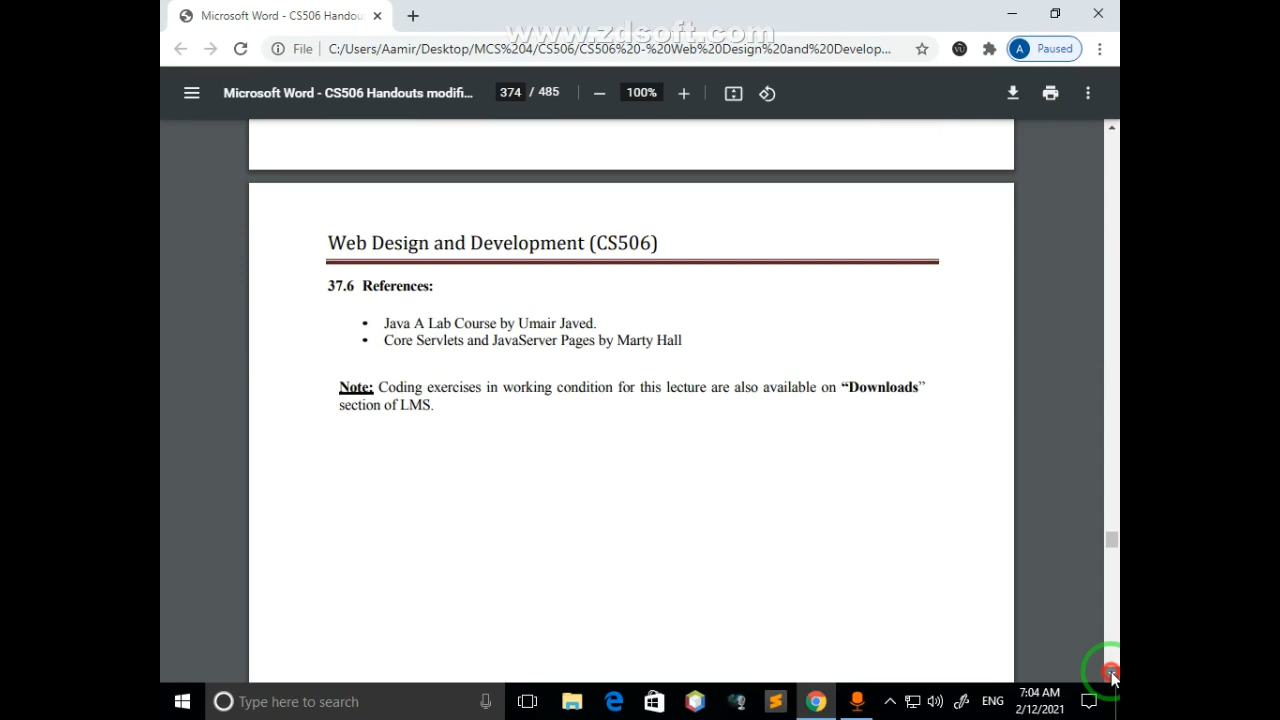 Microsoft Word - CS506 Handou
www.zdsoft.com
File
C:/Users/Aamir/Desktop/MCS%204/CS506/CS506%20-%20Web%20Design%20and%20Develop...
A Paused
Microsoft Word - CS506 Handouts modifi...
374 / 485
100%
Web Design and Development (CS506)
37.6 References:
• Java A Lab Course by Umair Javed.
• Core Servlets and JavaServer Pages by Marty Hall
Note: Coding exercises in working condition for this lecture are also available on “Downloads”
section of LMS.
Type here to search
ENG
7:04 AM
2/12/2021